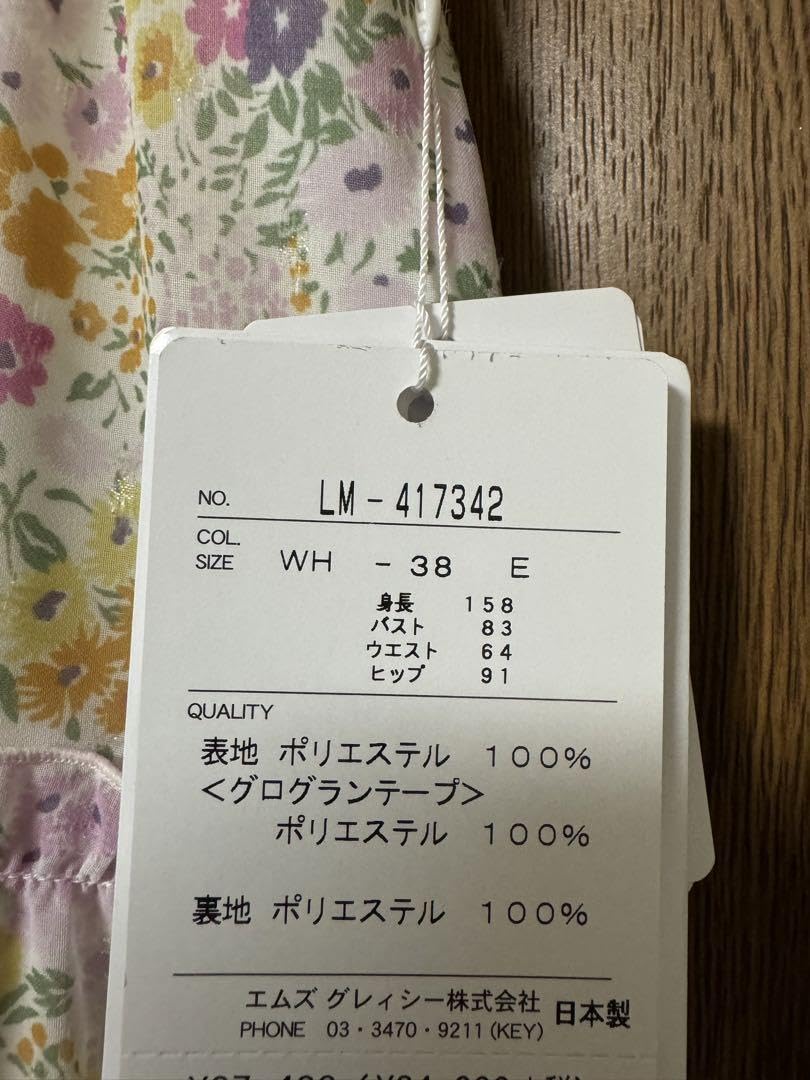 NO. LM-417342
COL.
SIZE WH -38 E
身長 158
バスト 83
ウエスト 64
ヒップ 91
QUALITY
表地 ポリエステル 100%
<グログランテープ>
ポリエステル 100%
裏地 ポリエステル 100%
エムズ グレィシー株式会社 日本製
PHONE 03・3470・9211(KEY)